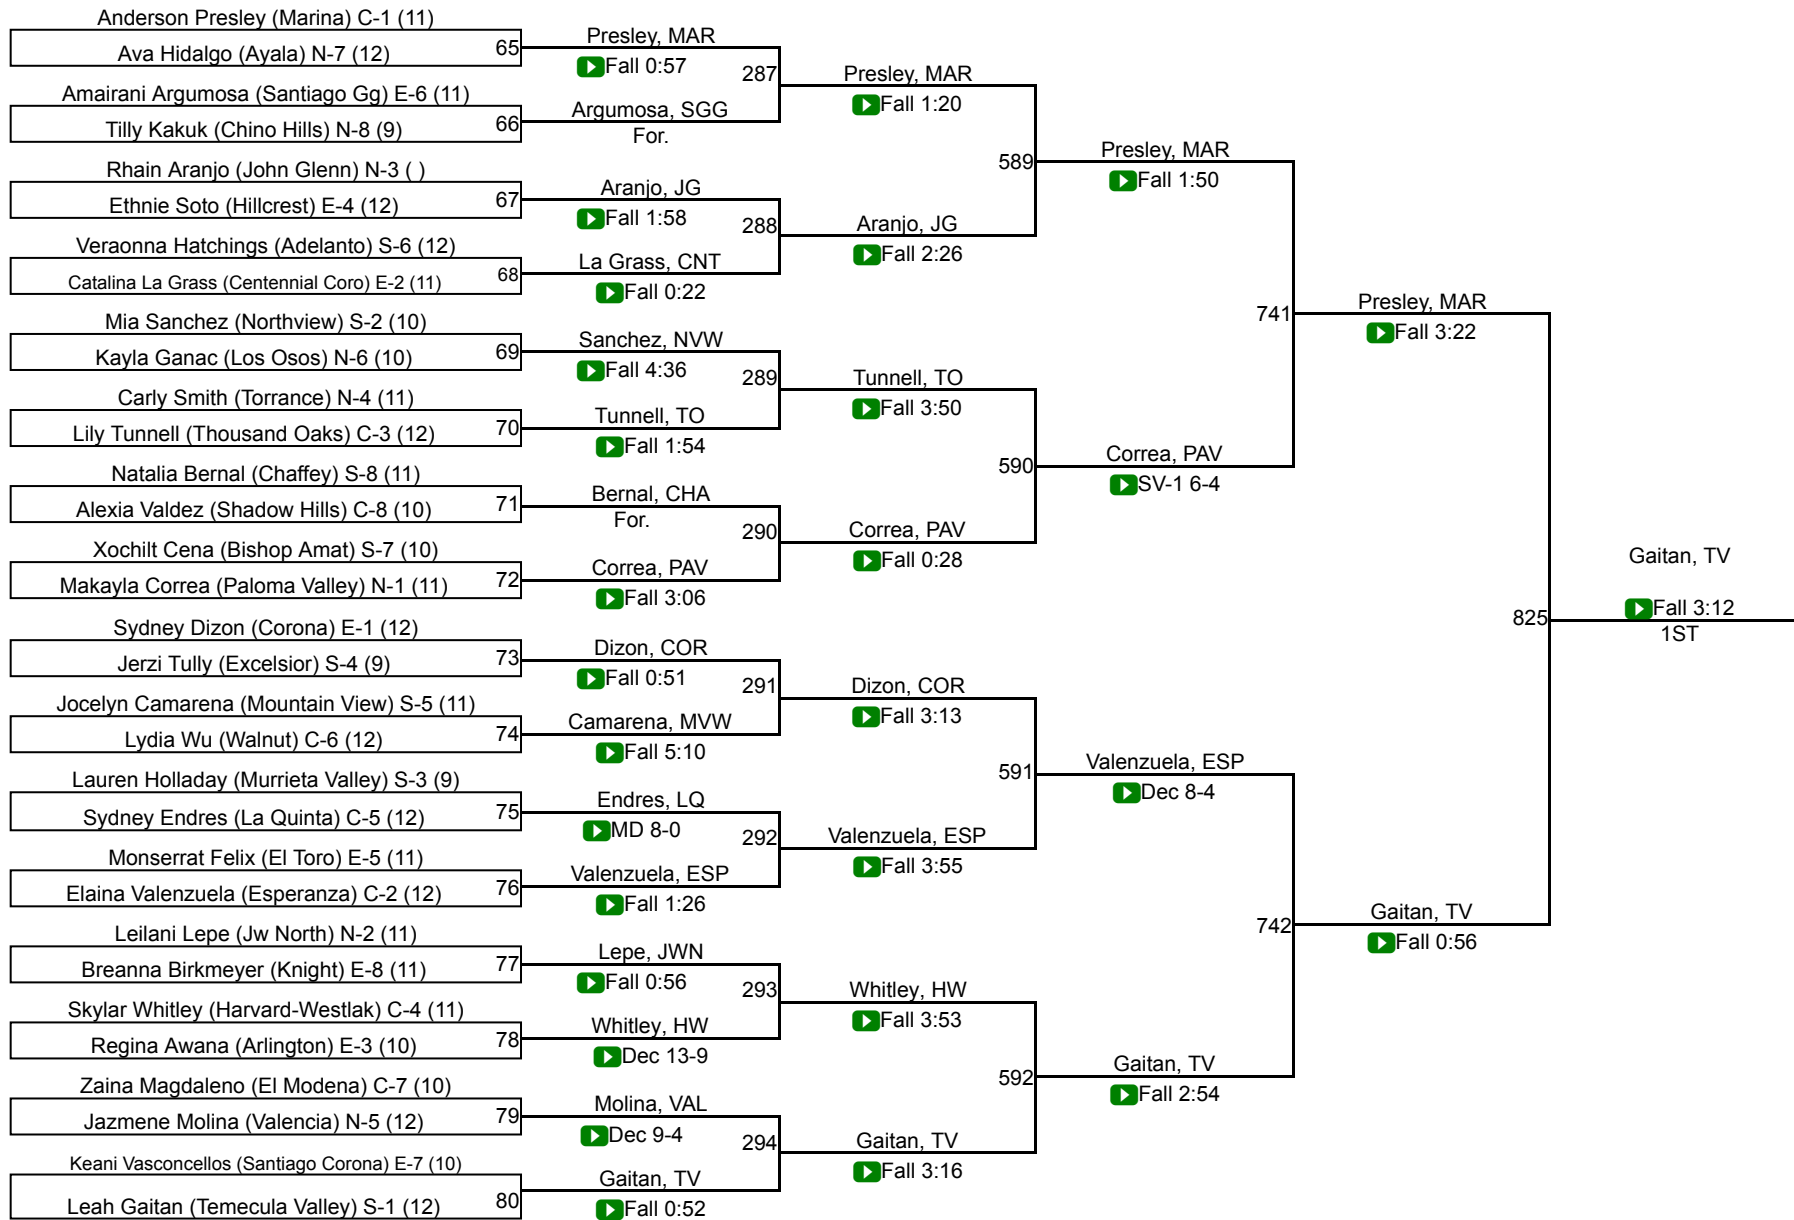 Anderson Presley (Marina) C-1 (11)
Ava Hidalgo (Ayala) N-7 (12)
65
Amairani Argumosa (Santiago Gg) E-6 (11)
Tilly Kakuk (Chino Hills) N-8 (9)
66
Rhain Aranjo (John Glenn) N-3 ( )
Ethnie Soto (Hillcrest) E-4 (12)
67
Veraonna Hatchings (Adelanto) S-6 (12)
Catalina La Grass (Centennial Coro) E-2 (11)
68
Mia Sanchez (Northview) S-2 (10)
Kayla Ganac (Los Osos) N-6 (10)
69
Carly Smith (Torrance) N-4 (11)
Lily Tunnell (Thousand Oaks) C-3 (12)
70
Natalia Bernal (Chaffey) S-8 (11)
Alexia Valdez (Shadow Hills) C-8 (10)
71
Xochilt Cena (Bishop Amat) S-7 (10)
Makayla Correa (Paloma Valley) N-1 (11)
72
Sydney Dizon (Corona) E-1 (12)
Jerzi Tully (Excelsior) S-4 (9)
73
Jocelyn Camarena (Mountain View) S-5 (11)
Lydia Wu (Walnut) C-6 (12)
74
Lauren Holladay (Murrieta Valley) S-3 (9)
Sydney Endres (La Quinta) C-5 (12)
75
Monserrat Felix (El Toro) E-5 (11)
Elaina Valenzuela (Esperanza) C-2 (12)
76
Leilani Lepe (Jw North) N-2 (11)
Breanna Birkmeyer (Knight) E-8 (11)
77
Skylar Whitley (Harvard-Westlak) C-4 (11)
Regina Awana (Arlington) E-3 (10)
78
Zaina Magdaleno (El Modena) C-7 (10)
Jazmene Molina (Valencia) N-5 (12)
79
Keani Vasconcellos (Santiago Corona) E-7 (10)
Leah Gaitan (Temecula Valley) S-1 (12)
80
Presley, MAR
Fall 0:57
287
Argumosa, SGG
For.
Aranjo, JG
Fall 1:58
288
La Grass, CNT
Fall 0:22
Sanchez, NVW
Fall 4:36
289
Tunnell, TO
Fall 1:54
Bernal, CHA
For.
290
Correa, PAV
Fall 3:06
Dizon, COR
Fall 0:51
291
Camarena, MVW
Fall 5:10
Endres, LQ
MD 8-0
292
Valenzuela, ESP
Fall 1:26
Lepe, JWN
Fall 0:56
293
Whitley, HW
Dec 13-9
Molina, VAL
Dec 9-4
294
Gaitan, TV
Fall 0:52
Presley, MAR
Fall 1:20
589
Aranjo, JG
Fall 2:26
Tunnell, TO
Fall 3:50
590
Correa, PAV
Fall 0:28
Dizon, COR
Fall 3:13
591
Valenzuela, ESP
Fall 3:55
Whitley, HW
Fall 3:53
592
Gaitan, TV
Fall 3:16
Presley, MAR
Fall 1:50
741
Correa, PAV
SV-1 6-4
Valenzuela, ESP
Dec 8-4
742
Gaitan, TV
Fall 2:54
Presley, MAR
Fall 3:22
825
Gaitan, TV
Fall 0:56
Gaitan, TV
Fall 3:12
1ST